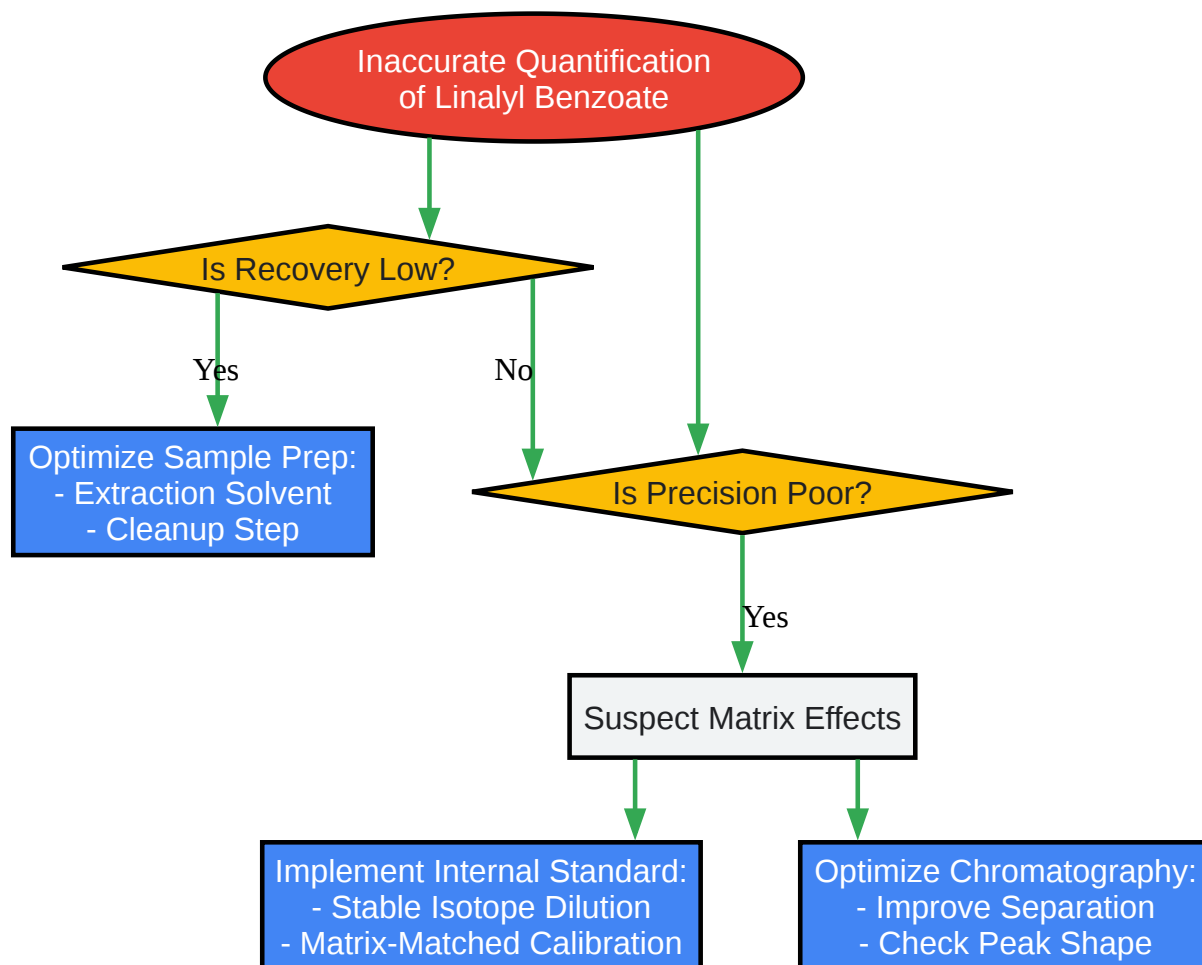 Inaccurate Quantification
of Linalyl Benzoate
Is Recovery Low?
Yes
No
Optimize Sample Prep:
- Extraction Solvent
- Cleanup Step
Is Precision Poor?
Yes
Suspect Matrix Effects
Implement Internal Standard:
- Stable Isotope Dilution
- Matrix-Matched Calibration
Optimize Chromatography:
- Improve Separation
- Check Peak Shape